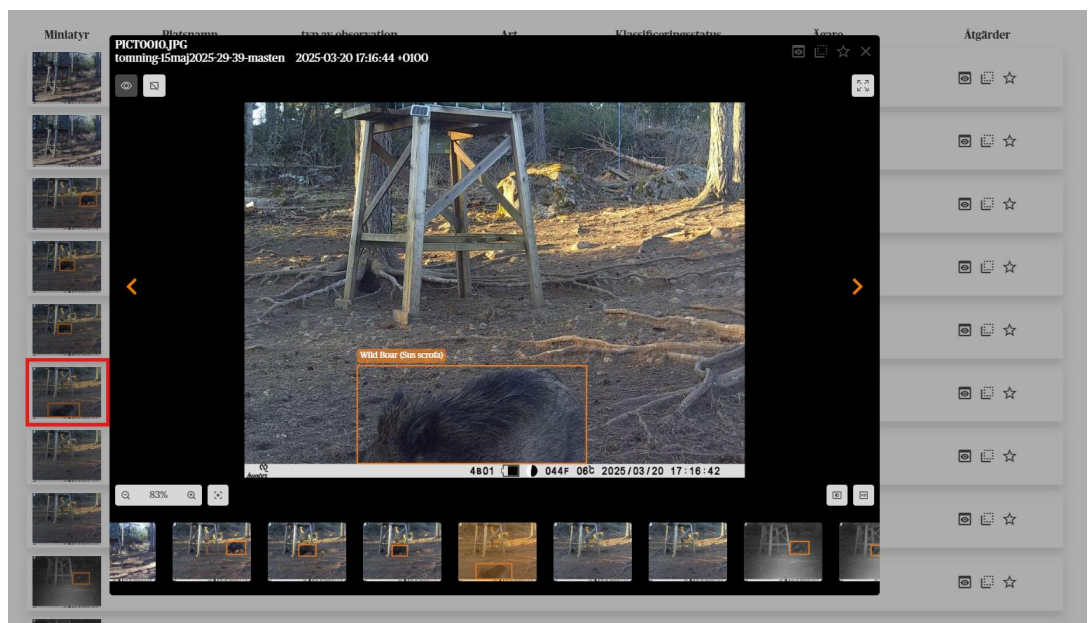 Miniatyr Platsnamn typ av observation Art Klassificeringsstatus Ägare Åtgärder
PICT0010.JPG
tomning-15maj2025-29-39-masten 2025-03-20 17:16:44 +0100
Wild Boar (Sus scrofa)
4B01 044F 06C 2025/03/20 17:16:42
83%